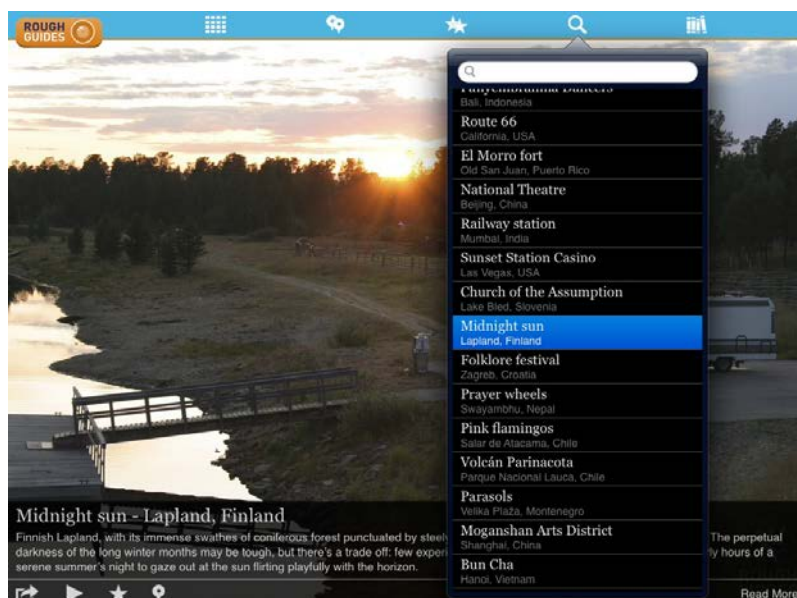 ROUGH
GUIDES
Bali, Indonesia
Route 66
California, USA
El Morro fort
Old San Juan, Puerto Rico
National Theatre
Beijing, China
Railway station
Mumbai, India
Sunset Station Casino
Las Vegas, USA
Church of the Assumption
Lake Bled, Slovenia
Midnight sun
Lapland, Finland
Folklore festival
Zagreb, Croatia
Prayer wheels
Swayambhu, Nepal
Pink flamingos
Salar de Atacama, Chile
Volcán Parinacota
Parque Nacional Lauca, Chile
Parasols
Velika Plaža, Montenegro
Moganshan Arts District
Shanghai, China
Bun Cha
Hanoi, Vietnam
Midnight sun - Lapland, Finland
Finnish Lapland, with its immense swathes of coniferous forest punctuated by The perpetual
darkness of the long winter months may be tough, but there's a trade off: few hours of a
serene summer's night to gaze out at the sun flirting playfully with the horizon.
Read More